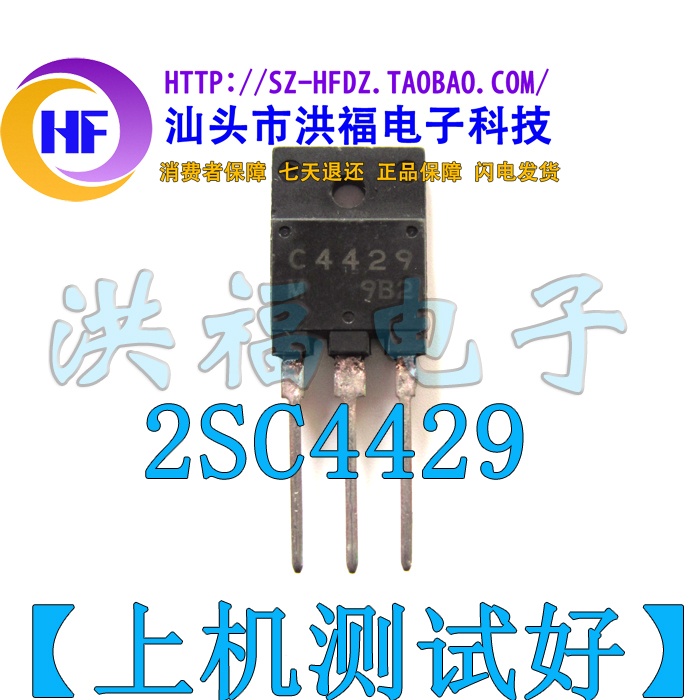 HF
HTTP://SZ-HFDZ.TAOBAO.COM/
汕头市洪福电子科技
消费者保障 七天退还 正品保障 闪电发货
C4429
M 9B2
洪福电子
2SC4429
【上机测试好】